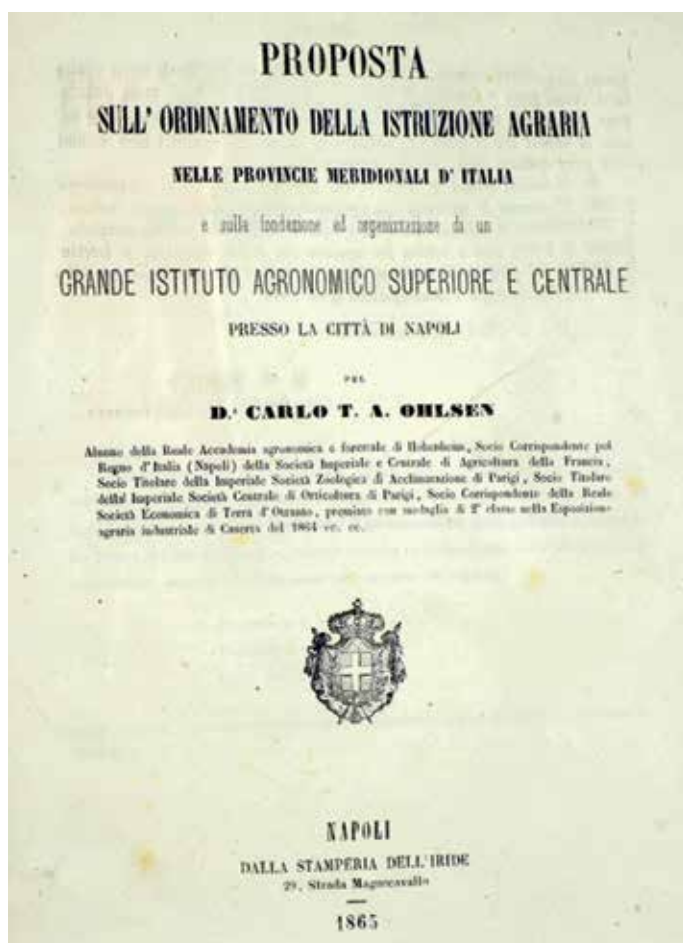 PROPOSTA
SULL' ORDINAMENTO DELLA ISTRUZIONE AGRARIA
NELLE PROVINCIE MERIDIONALI D' ITALIA
e sulla fondazione ed organizzazione di un
GRANDE ISTITUTO AGRONOMICO SUPERIORE E CENTRALE
PRESSO LA CITTÀ DI NAPOLI
PEL
D.r CARLO T. A. OHLSEN
Alunno della Reale Accademia agronomica e forestale di Hohenheim, Socio Corrispondente pel
Regno d'Italia (Napoli) della Società Imperiale e Centrale di Agricoltura della Francia,
Socio Titolare della Imperiale Società Zoologica di Acclimatazione di Parigi, Socio Titolare
della Imperiale Società Centrale di Orticoltura di Parigi, Socio Corrispondente della Reale
Società Economica di Terra d'Otranto, premiato con medaglia di 2ª classe nella Esposizione
agraria industriale di Caserta del 1864 ec. ec.
NAPOLI
DALLA STAMPERIA DELL'IRIDE
29, Strada Magnocavallo
1865